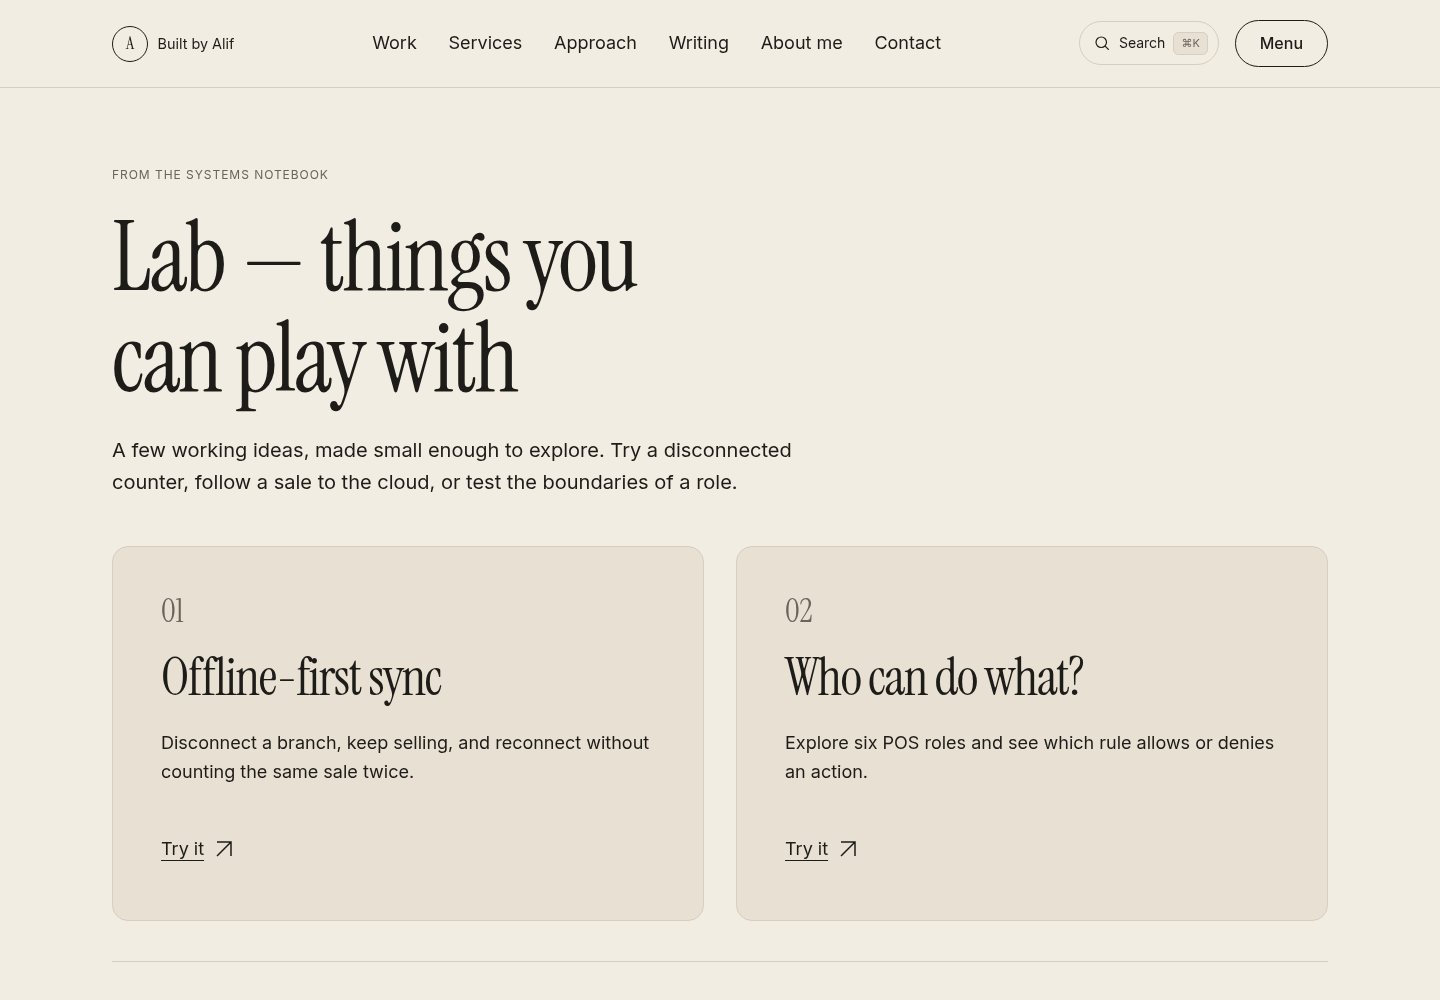 A Built by Alif
Work Services Approach Writing About me Contact
Search ⌘K Menu
FROM THE SYSTEMS NOTEBOOK
Lab — things you
can play with
A few working ideas, made small enough to explore. Try a disconnected
counter, follow a sale to the cloud, or test the boundaries of a role.
01
Offline-first sync
Disconnect a branch, keep selling, and reconnect without
counting the same sale twice.
Try it
02
Who can do what?
Explore six POS roles and see which rule allows or denies
an action.
Try it